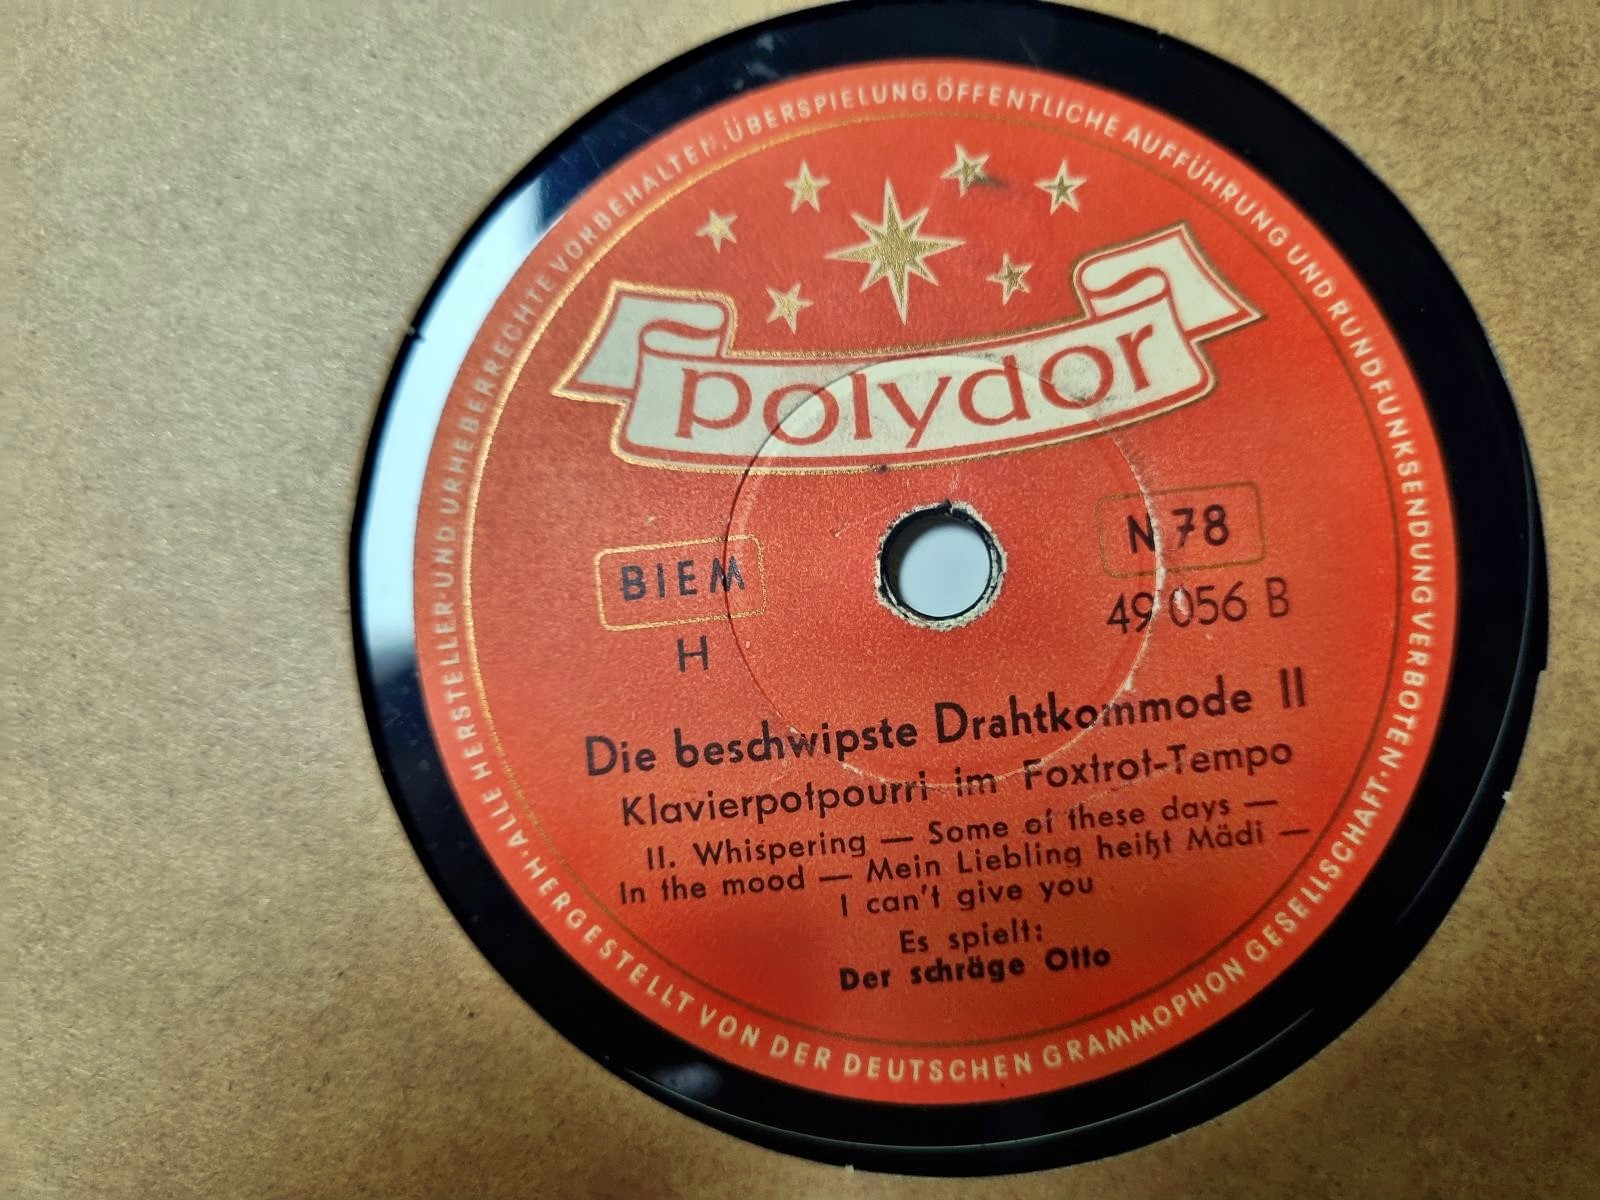 ALLE HERSTELLER- UND URHEBERRECHTE VORBEHALTEN, ÜBERSPIELUNG, ÖFFENTLICHE AUFFÜHRUNG UND RUNDFUNKSENDUNG VERBOTEN · HERGESTELLT VON DER DEUTSCHEN GRAMMOPHON GESELLSCHAFT ·
polydor
BIEM
H
N 78
49 056 B
Die beschwipste Drahtkommode II
Klavierpotpourri im Foxtrot-Tempo
II. Whispering — Some of these days —
In the mood — Mein Liebling heißt Mädi —
I can't give you
Es spielt:
Der schräge Otto